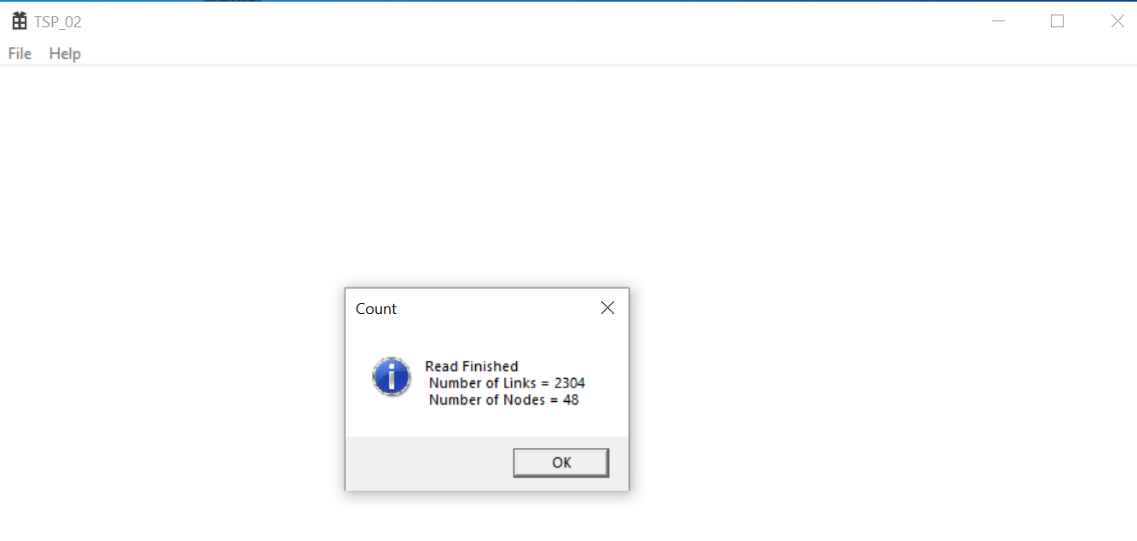 TSP_02
File Help
Count
Read Finished
Number of Links = 2304
Number of Nodes = 48
OK